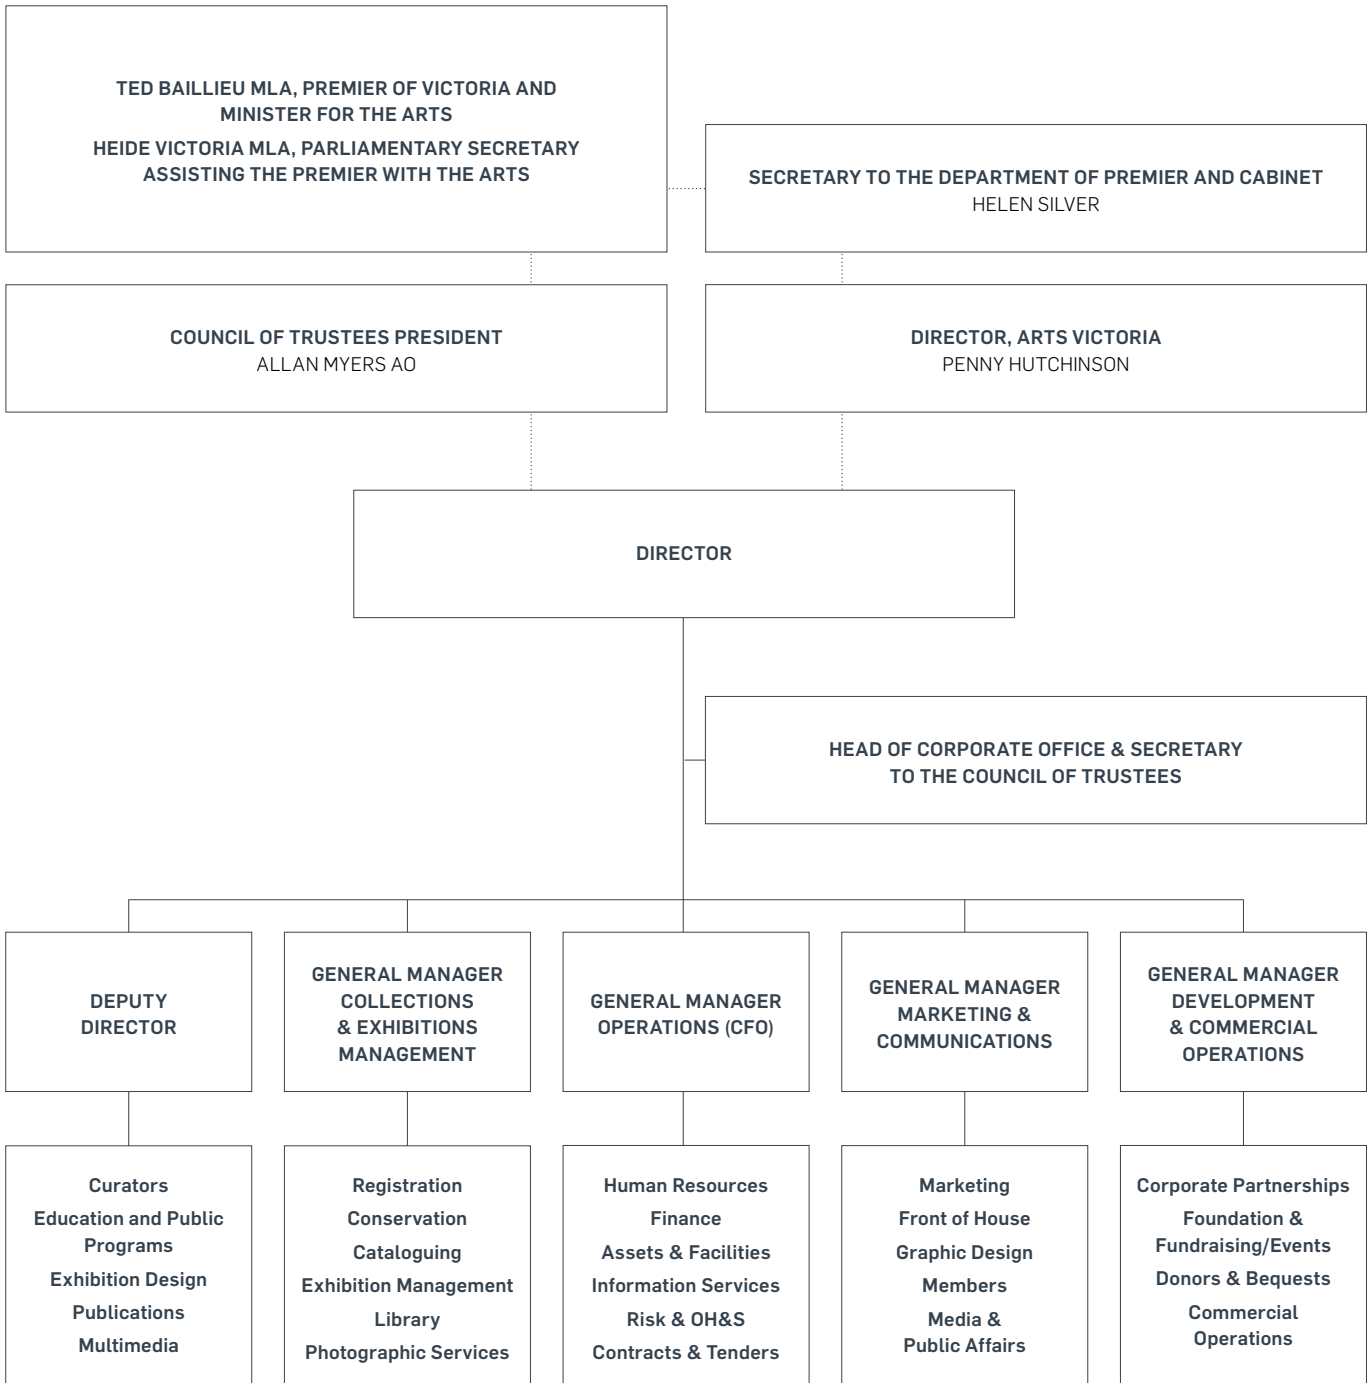 TED BAILLIEU MLA, PREMIER OF VICTORIA AND
MINISTER FOR THE ARTS
HEIDE VICTORIA MLA, PARLIAMENTARY SECRETARY
ASSISTING THE PREMIER WITH THE ARTS
SECRETARY TO THE DEPARTMENT OF PREMIER AND CABINET
HELEN SILVER
COUNCIL OF TRUSTEES PRESIDENT
ALLAN MYERS AO
DIRECTOR, ARTS VICTORIA
PENNY HUTCHINSON
DIRECTOR
HEAD OF CORPORATE OFFICE & SECRETARY
TO THE COUNCIL OF TRUSTEES
DEPUTY
DIRECTOR
GENERAL MANAGER
COLLECTIONS
& EXHIBITIONS
MANAGEMENT
GENERAL MANAGER
OPERATIONS (CFO)
GENERAL MANAGER
MARKETING &
COMMUNICATIONS
GENERAL MANAGER
DEVELOPMENT
& COMMERCIAL
OPERATIONS
Curators
Education and Public
Programs
Exhibition Design
Publications
Multimedia
Registration
Conservation
Cataloguing
Exhibition Management
Library
Photographic Services
Human Resources
Finance
Assets & Facilities
Information Services
Risk & OH&S
Contracts & Tenders
Marketing
Front of House
Graphic Design
Members
Media &
Public Affairs
Corporate Partnerships
Foundation &
Fundraising/Events
Donors & Bequests
Commercial
Operations